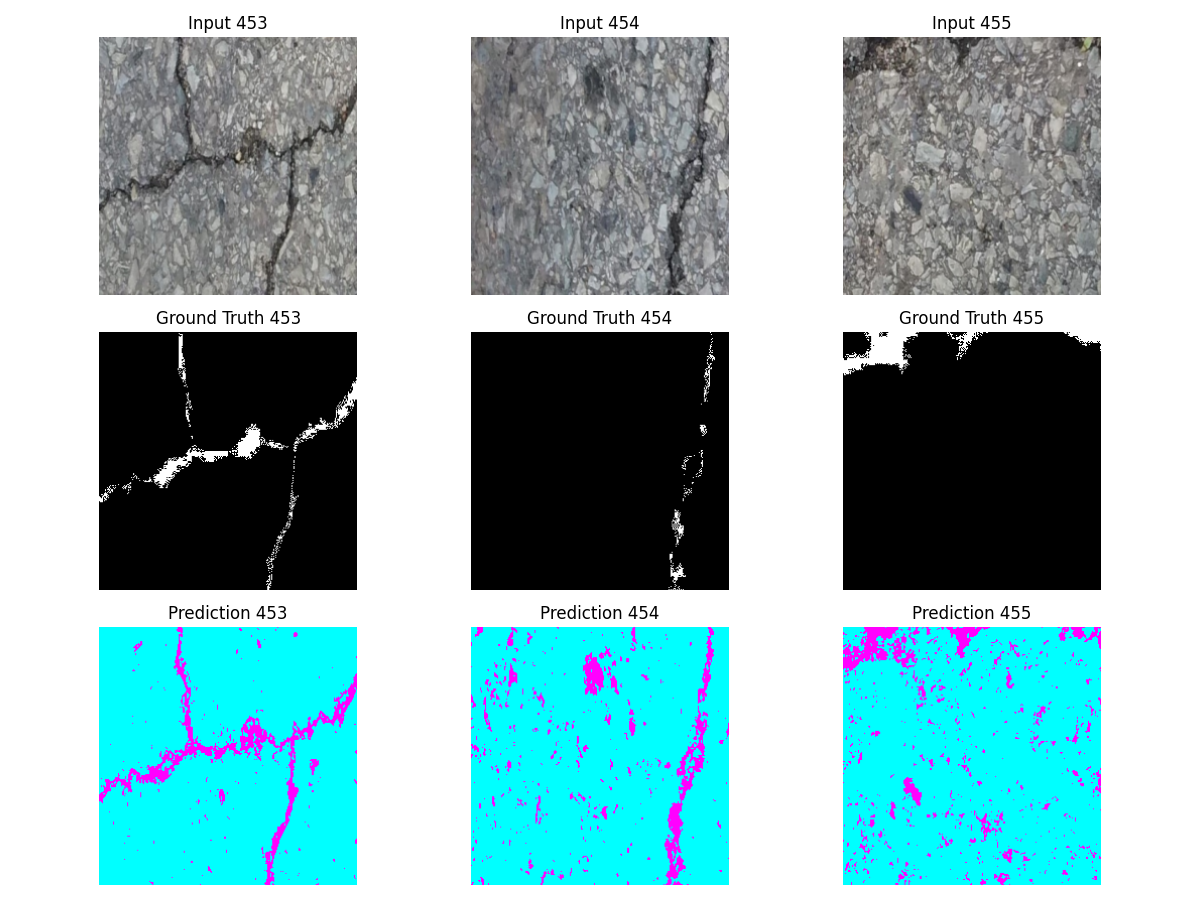 Input 453
Input 454
Input 455
Ground Truth 453
Ground Truth 454
Ground Truth 455
Prediction 453
Prediction 454
Prediction 455